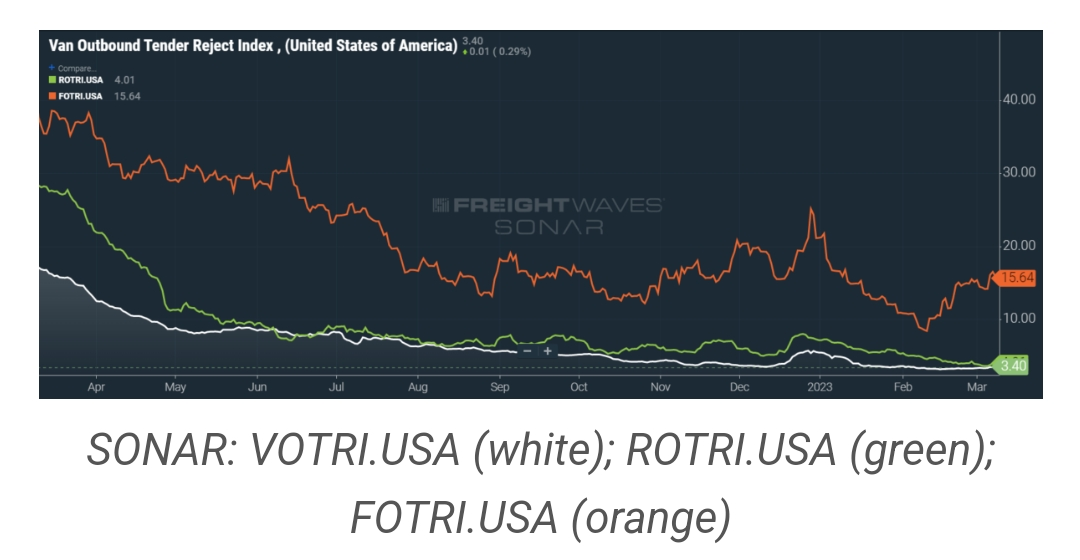 Van Outbound Tender Reject Index , (United States of America) 3.40
0.01 ( 0.29%)
+ Compare...
ROTRI.USA 4.01
FOTRI.USA 15.64
40.00
30.00
FREIGHTWAVES
SONAR
20.00
15.64
10.00
− +
3.40
Apr May Jun Jul Aug Sep Oct Nov Dec 2023 Feb Mar
SONAR: VOTRI.USA (white); ROTRI.USA (green);
FOTRI.USA (orange)